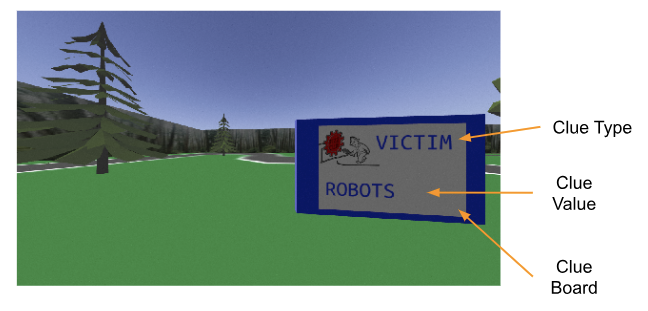 VICTIM
ROBOTS
Clue Type
Clue
Value
Clue
Board